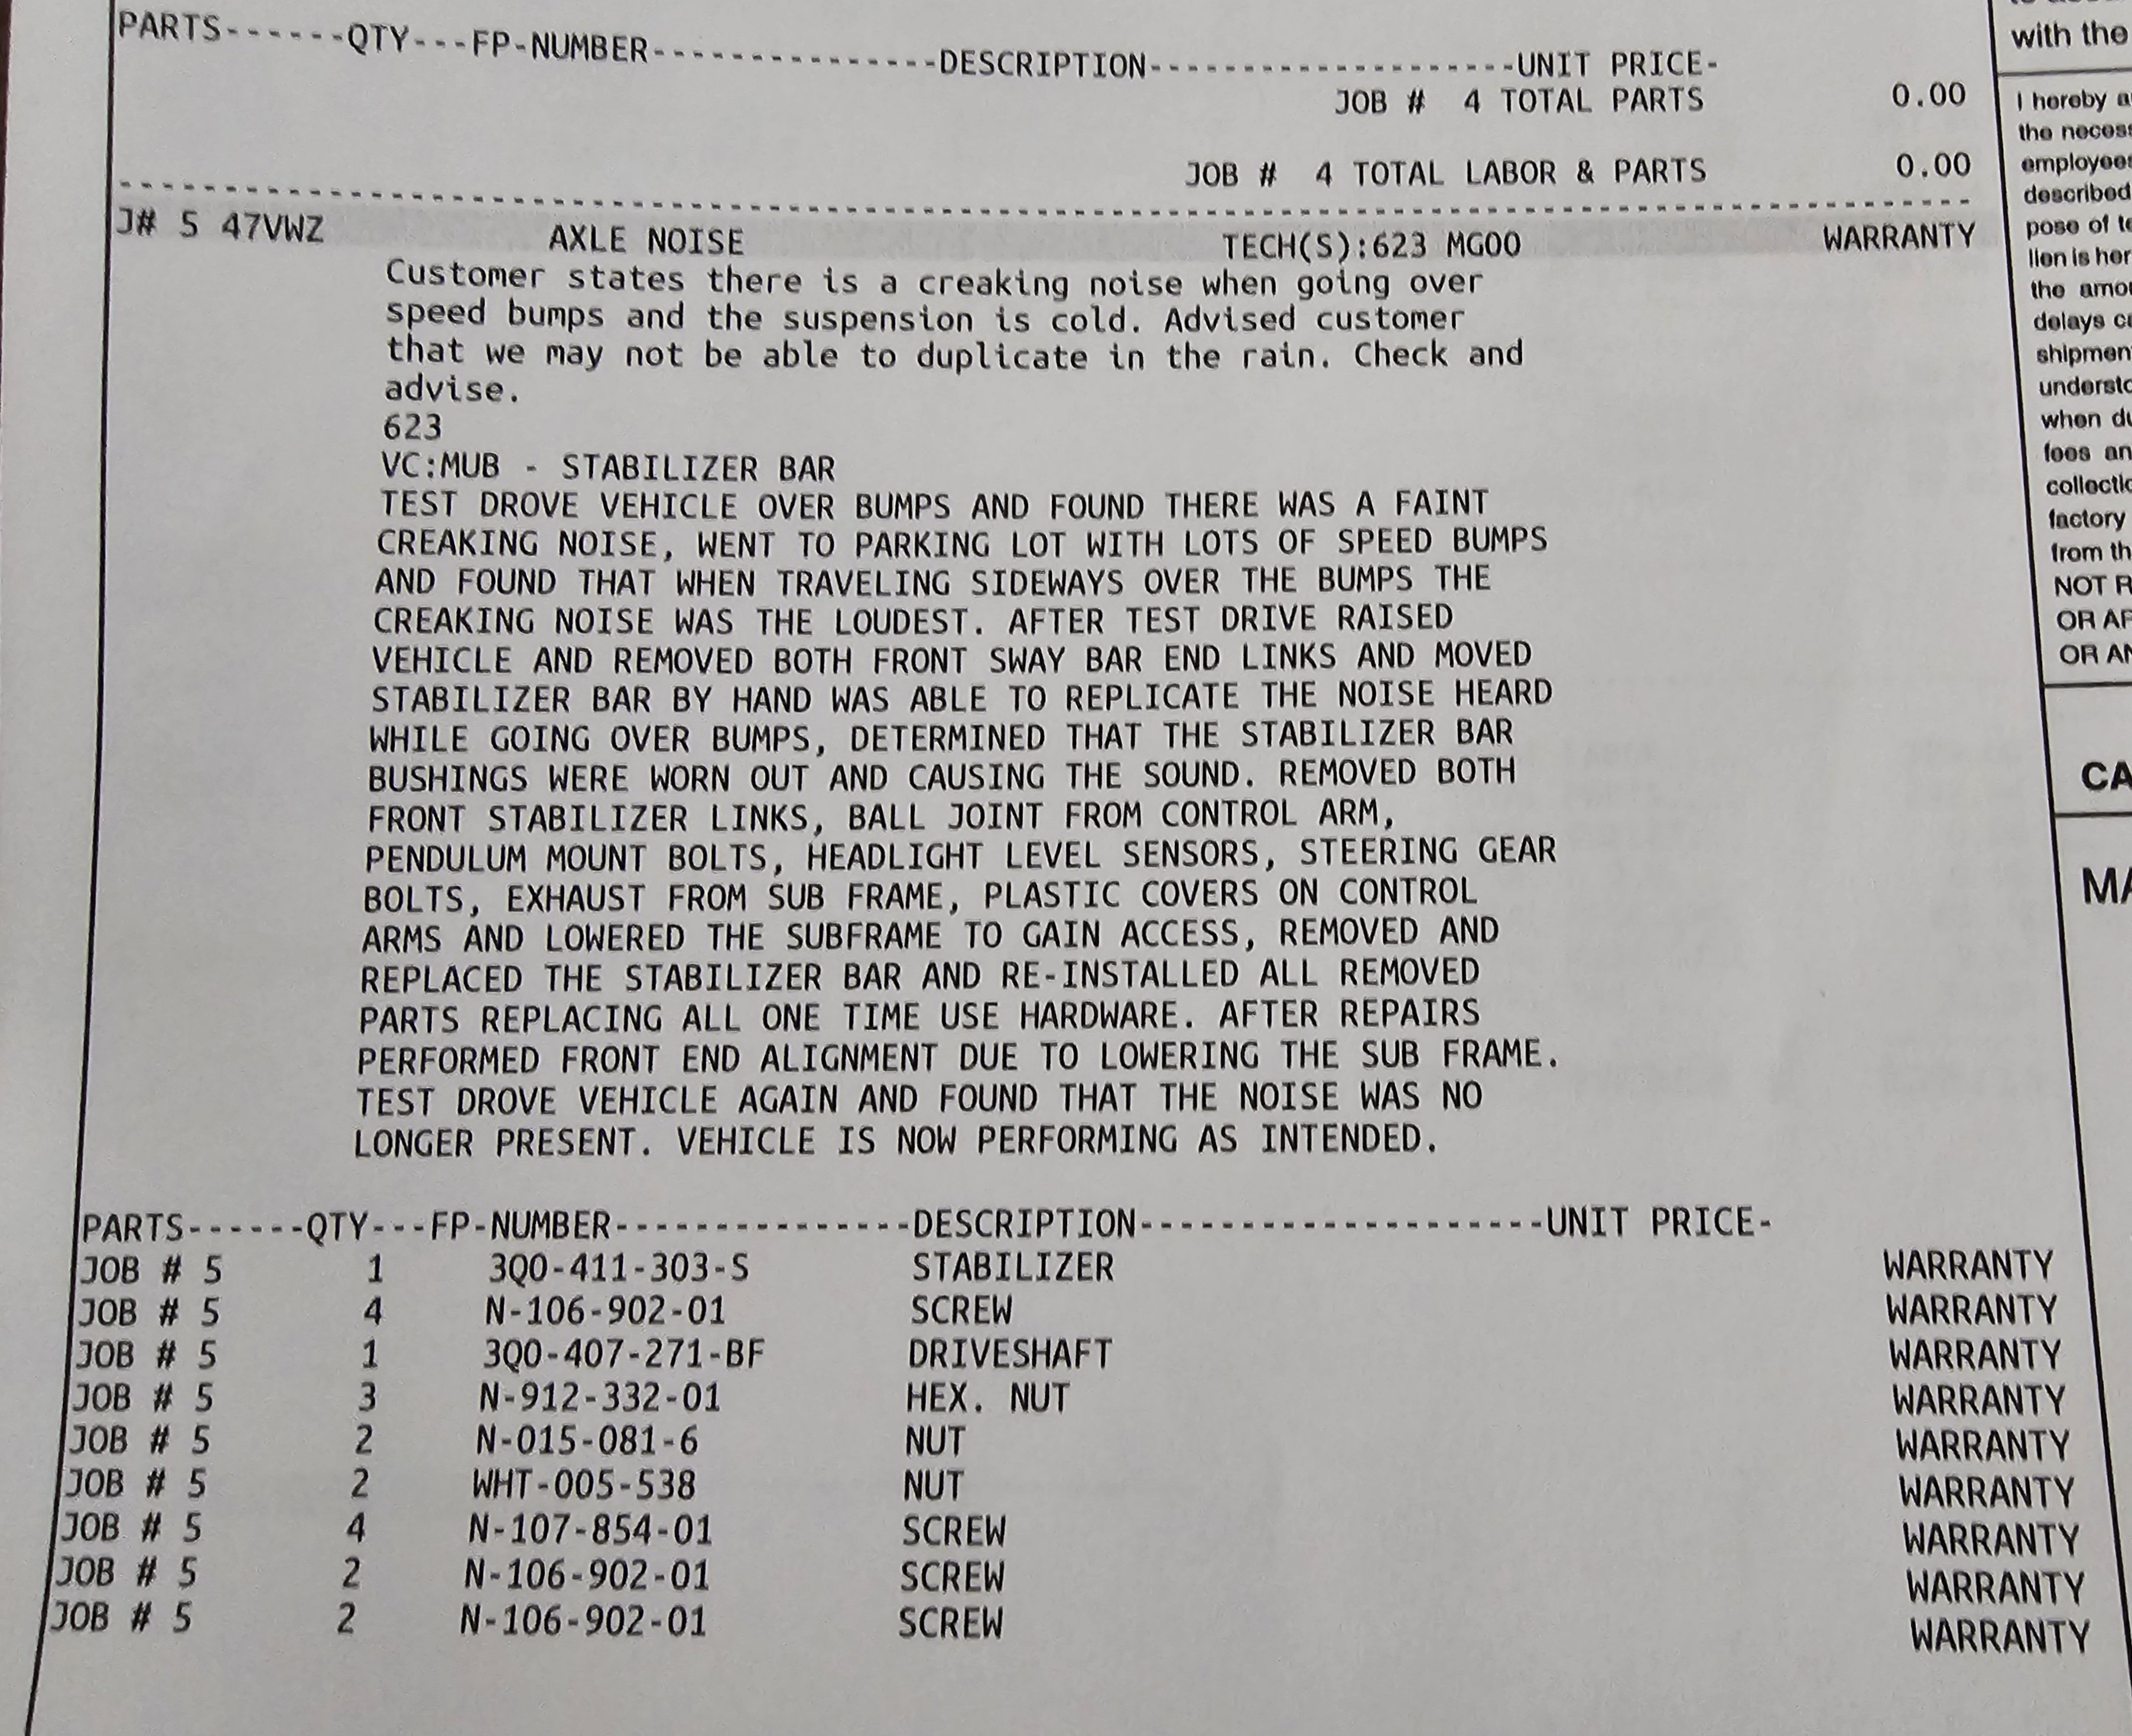 PARTS------QTY---FP-NUMBER---------------DESCRIPTION--------------------UNIT PRICE-
JOB # 4 TOTAL PARTS 0.00
JOB # 4 TOTAL LABOR & PARTS 0.00
J# 5 47VWZ AXLE NOISE TECH(S):623 MG00 WARRANTY
Customer states there is a creaking noise when going over
speed bumps and the suspension is cold. Advised customer
that we may not be able to duplicate in the rain. Check and
advise.
623
VC:MUB - STABILIZER BAR
TEST DROVE VEHICLE OVER BUMPS AND FOUND THERE WAS A FAINT
CREAKING NOISE, WENT TO PARKING LOT WITH LOTS OF SPEED BUMPS
AND FOUND THAT WHEN TRAVELING SIDEWAYS OVER THE BUMPS THE
CREAKING NOISE WAS THE LOUDEST. AFTER TEST DRIVE RAISED
VEHICLE AND REMOVED BOTH FRONT SWAY BAR END LINKS AND MOVED
STABILIZER BAR BY HAND WAS ABLE TO REPLICATE THE NOISE HEARD
WHILE GOING OVER BUMPS, DETERMINED THAT THE STABILIZER BAR
BUSHINGS WERE WORN OUT AND CAUSING THE SOUND. REMOVED BOTH
FRONT STABILIZER LINKS, BALL JOINT FROM CONTROL ARM,
PENDULUM MOUNT BOLTS, HEADLIGHT LEVEL SENSORS, STEERING GEAR
BOLTS, EXHAUST FROM SUB FRAME, PLASTIC COVERS ON CONTROL
ARMS AND LOWERED THE SUBFRAME TO GAIN ACCESS, REMOVED AND
REPLACED THE STABILIZER BAR AND RE-INSTALLED ALL REMOVED
PARTS REPLACING ALL ONE TIME USE HARDWARE. AFTER REPAIRS
PERFORMED FRONT END ALIGNMENT DUE TO LOWERING THE SUB FRAME.
TEST DROVE VEHICLE AGAIN AND FOUND THAT THE NOISE WAS NO
LONGER PRESENT. VEHICLE IS NOW PERFORMING AS INTENDED.
PARTS------QTY---FP-NUMBER---------------DESCRIPTION--------------------UNIT PRICE-
JOB # 5 1 3Q0-411-303-S STABILIZER WARRANTY
JOB # 5 4 N-106-902-01 SCREW WARRANTY
JOB # 5 1 3Q0-407-271-BF DRIVESHAFT WARRANTY
JOB # 5 3 N-912-332-01 HEX. NUT WARRANTY
JOB # 5 2 N-015-081-6 NUT WARRANTY
JOB # 5 2 WHT-005-538 NUT WARRANTY
JOB # 5 4 N-107-854-01 SCREW WARRANTY
JOB # 5 2 N-106-902-01 SCREW WARRANTY
JOB # 5 2 N-106-902-01 SCREW WARRANTY
with the
I hereby
the
employees
described
pose of
lien is
the
delays
when
fees
factory
from
NOT
OR
OR